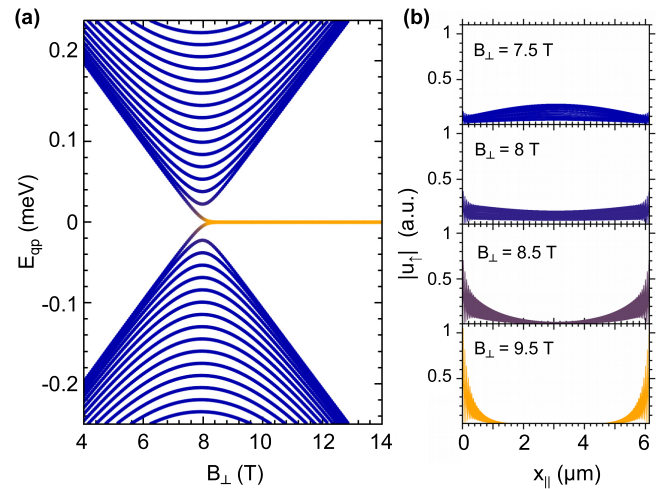 (a)
0.2
0.1
0
-0.1
-0.2
E_qp (meV)
4 6 8 10 12 14
B_⊥ (T)
(b)
B_⊥ = 7.5 T
1
0.5
B_⊥ = 8 T
1
0.5
B_⊥ = 8.5 T
1
0.5
B_⊥ = 9.5 T
1
0.5
|u_↑| (a.u.)
0 2 4 6
x_|| (μm)